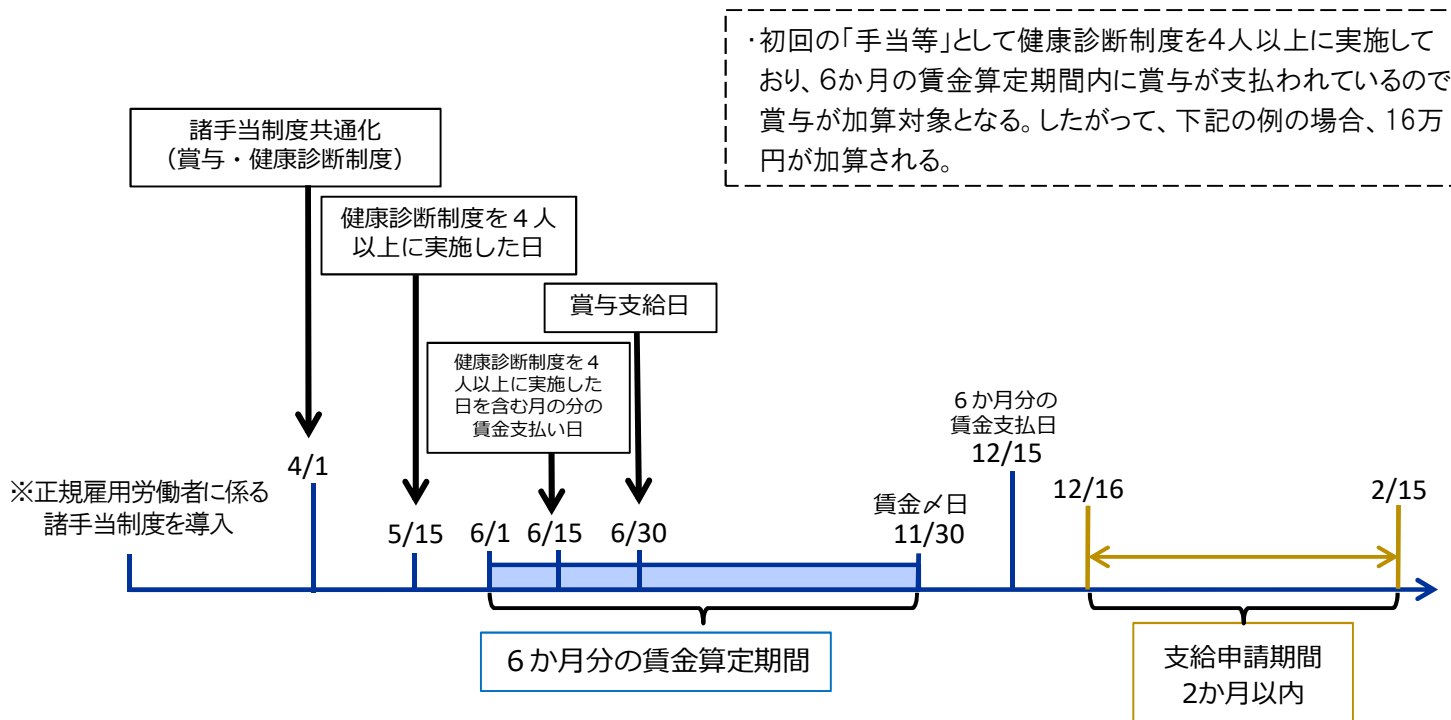 ・初回の「手当等」として健康診断制度を4人以上に実施して
おり、6か月の賃金算定期間内に賞与が支払われているので
賞与が加算対象となる。したがって、下記の例の場合、16万
円が加算される。
諸手当制度共通化
（賞与・健康診断制度）
健康診断制度を４人
以上に実施した日
賞与支給日
健康診断制度を４
人以上に実施した
日を含む月の分の
賃金支払い日
６か月分の
賃金支払日
12/15
4/1
※正規雇用労働者に係る
諸手当制度を導入
5/15
6/1
6/15
6/30
賃金〆日
11/30
12/16
2/15
６か月分の賃金算定期間
支給申請期間
2か月以内